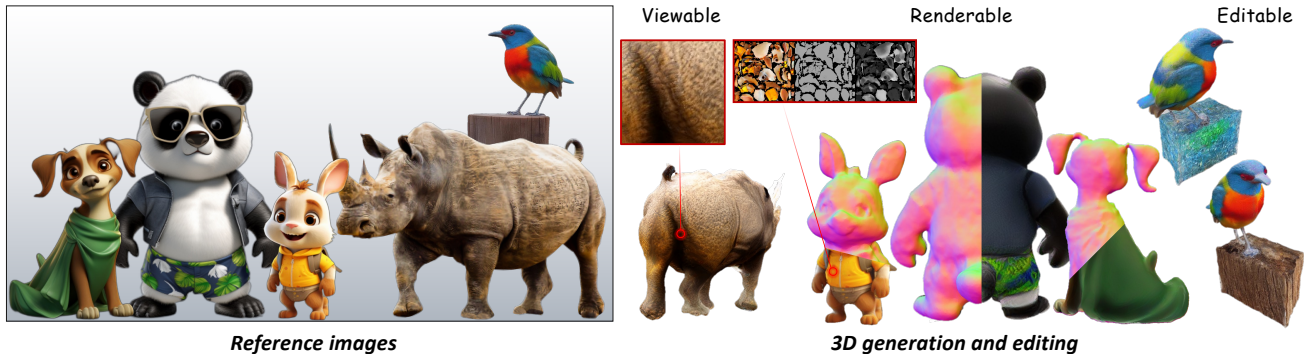 Viewable
Renderable
Editable
Reference images
3D generation and editing